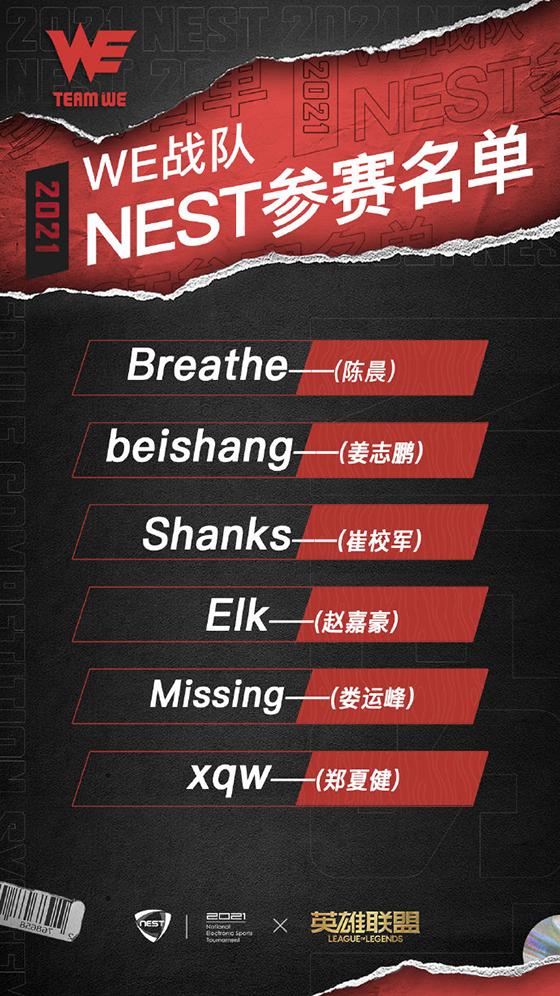 WE
TEAM WE
2021
WE战队
NEST参赛名单
2021
Breathe——(陈晨)
beishang——(姜志鹏)
Shanks——(崔校军)
Elk——(赵嘉豪)
Missing——(娄运峰)
xqw——(郑夏健)
NEST
2021
National
Electronic Sports
Tournament
×
英雄联盟
LEAGUE OF LEGENDS